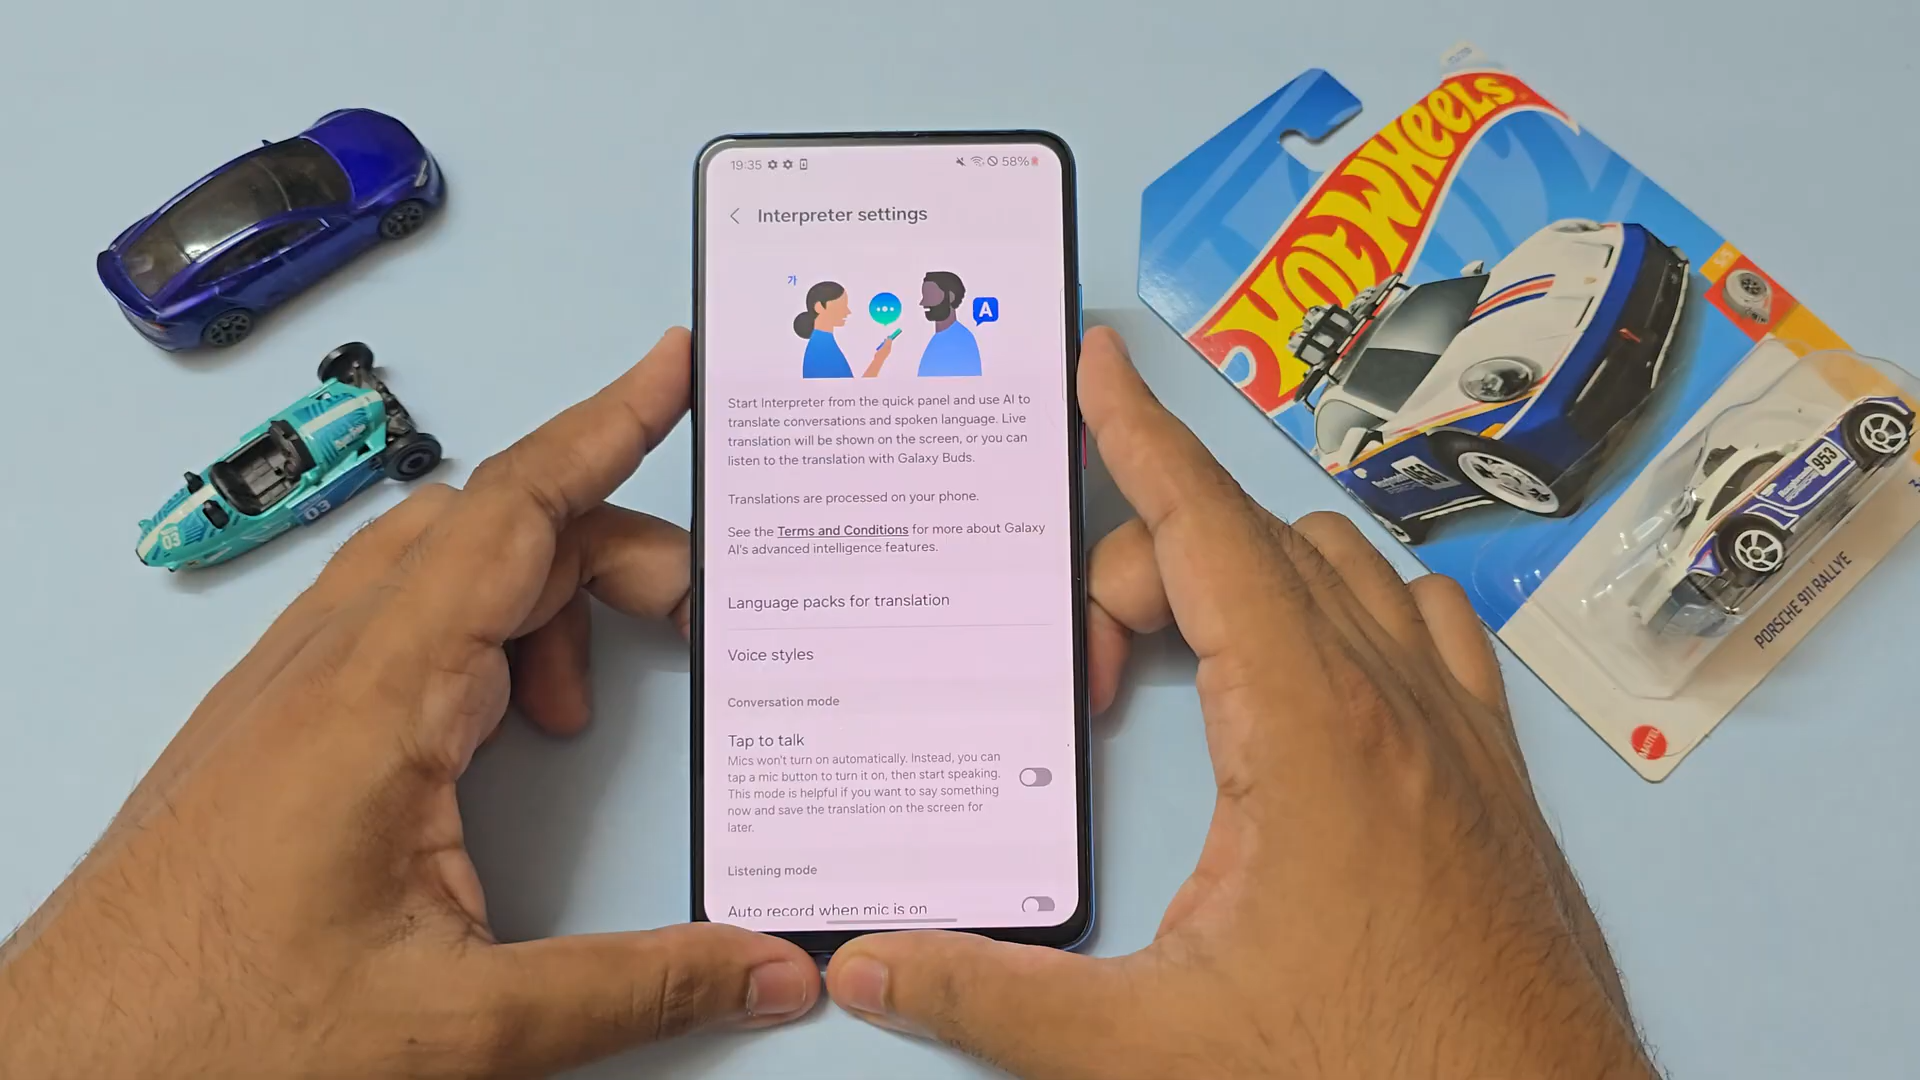 19:35
58%
Interpreter settings
가
A
Start Interpreter from the quick panel and use AI to
translate conversations and spoken language. Live
translation will be shown on the screen, or you can
listen to the translation with Galaxy Buds.
Translations are processed on your phone.
See the Terms and Conditions for more about Galaxy
AI's advanced intelligence features.
Language packs for translation
Voice styles
Conversation mode
Tap to talk
Mics won't turn on automatically. Instead, you can
tap a mic button to turn it on, then start speaking.
This mode is helpful if you want to say something
now and save the translation on the screen for
later.
Listening mode
Auto record when mic is on
HOT WHEELS
5/5
953
953
PORSCHE 911 RALLYE
MATTEL
03
03